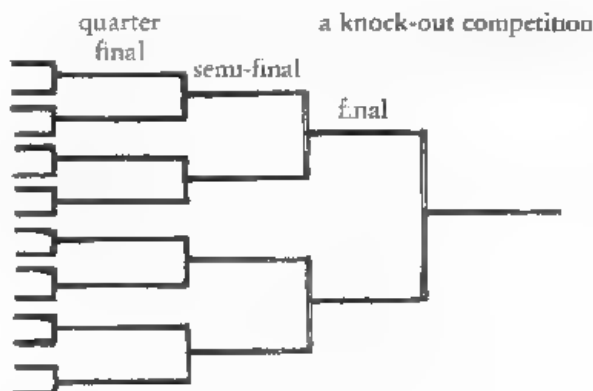 quarter
final
a knock-out competition
semi-final
final